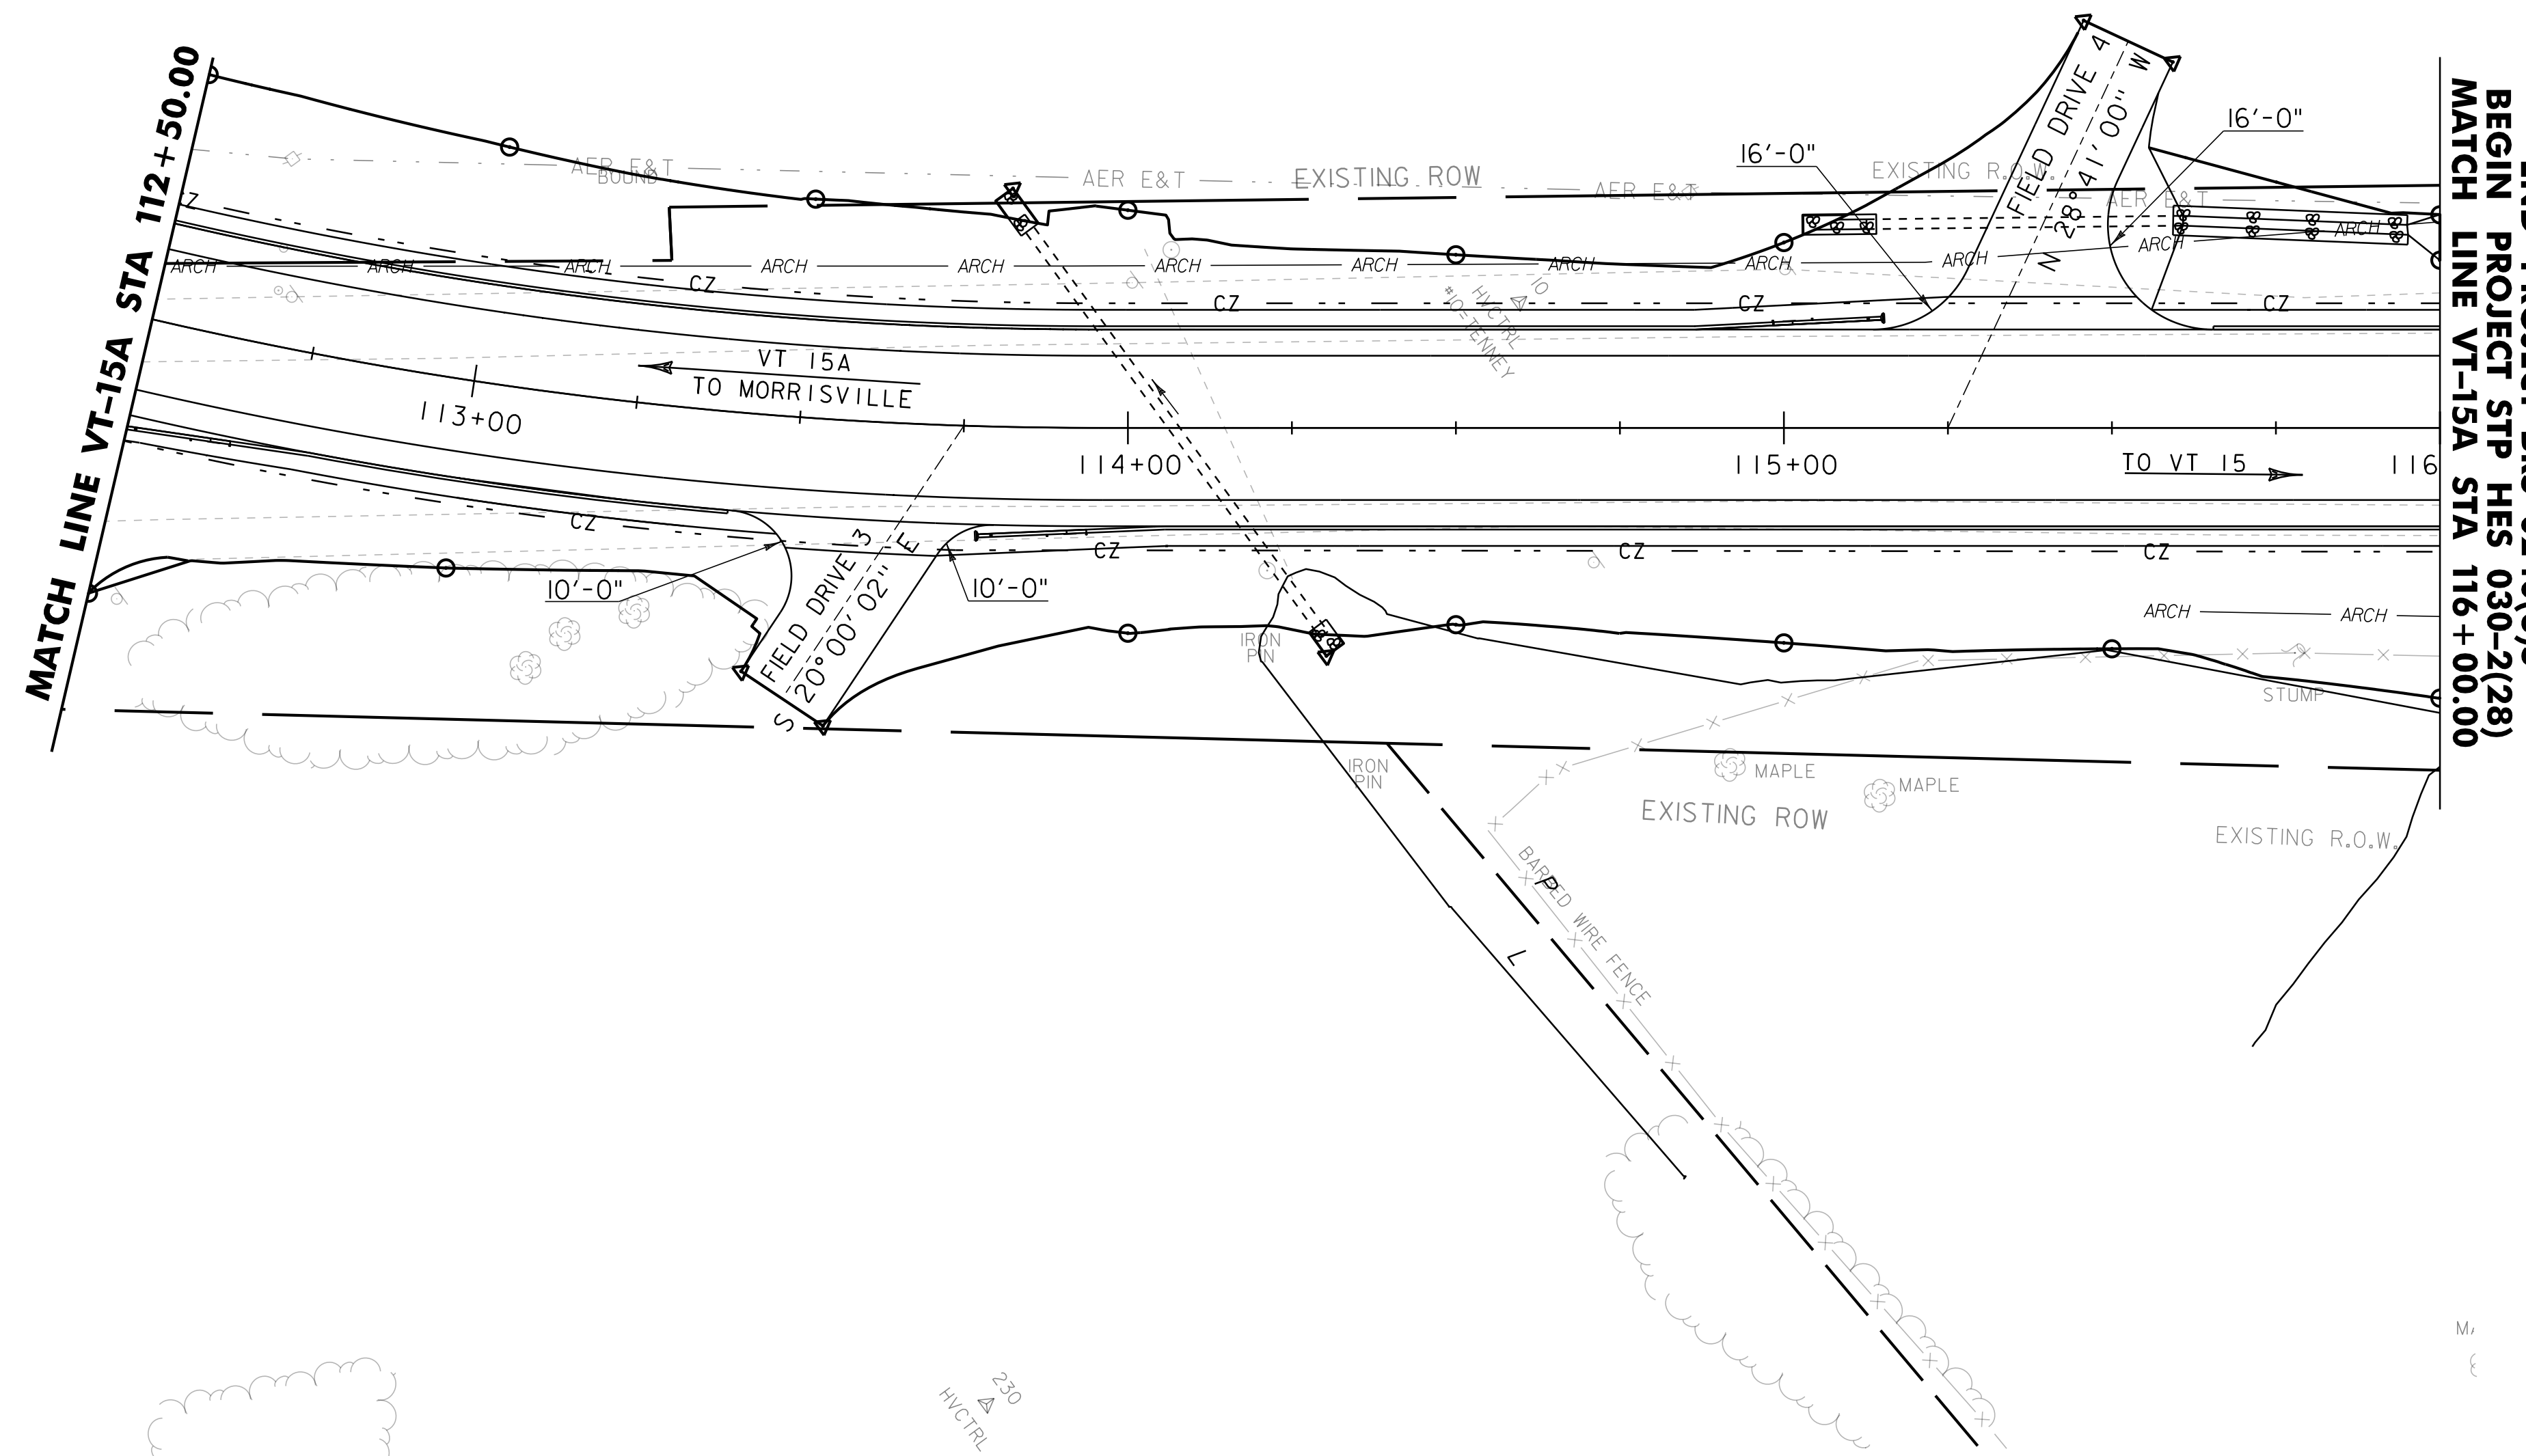 MATCH LINE VT-15A STA 112+50.00
CZ
AER E&T
BOUND
AER E&T
EXISTING ROW
AER E&T
EXISTING R.O.W.
AER E&T
16'-0"
16'-0"
FIELD DRIVE 4
N 28°41'00" W
ARCH
ARCH
ARCH
ARCH
ARCH
ARCH
ARCH
ARCH
ARCH
ARCH
ARCH
ARCH
CZ
CZ
CZ
CZ
10
HVCTRL
#10-TENNEY
VT 15A
TO MORRISVILLE
113+00
114+00
115+00
TO VT 15
116
CZ
CZ
CZ
CZ
10'-0"
10'-0"
FIELD DRIVE 3
S 20°00'02" E
IRON
PIN
ARCH
ARCH
STUMP
IRON
PIN
MAPLE
MAPLE
EXISTING ROW
EXISTING R.O.W.
BARBED WIRE FENCE
P
L
230
HVCTRL
BEGIN PROJECT STP HES 030-2(28)
MATCH LINE VT-15A STA 116+00.00